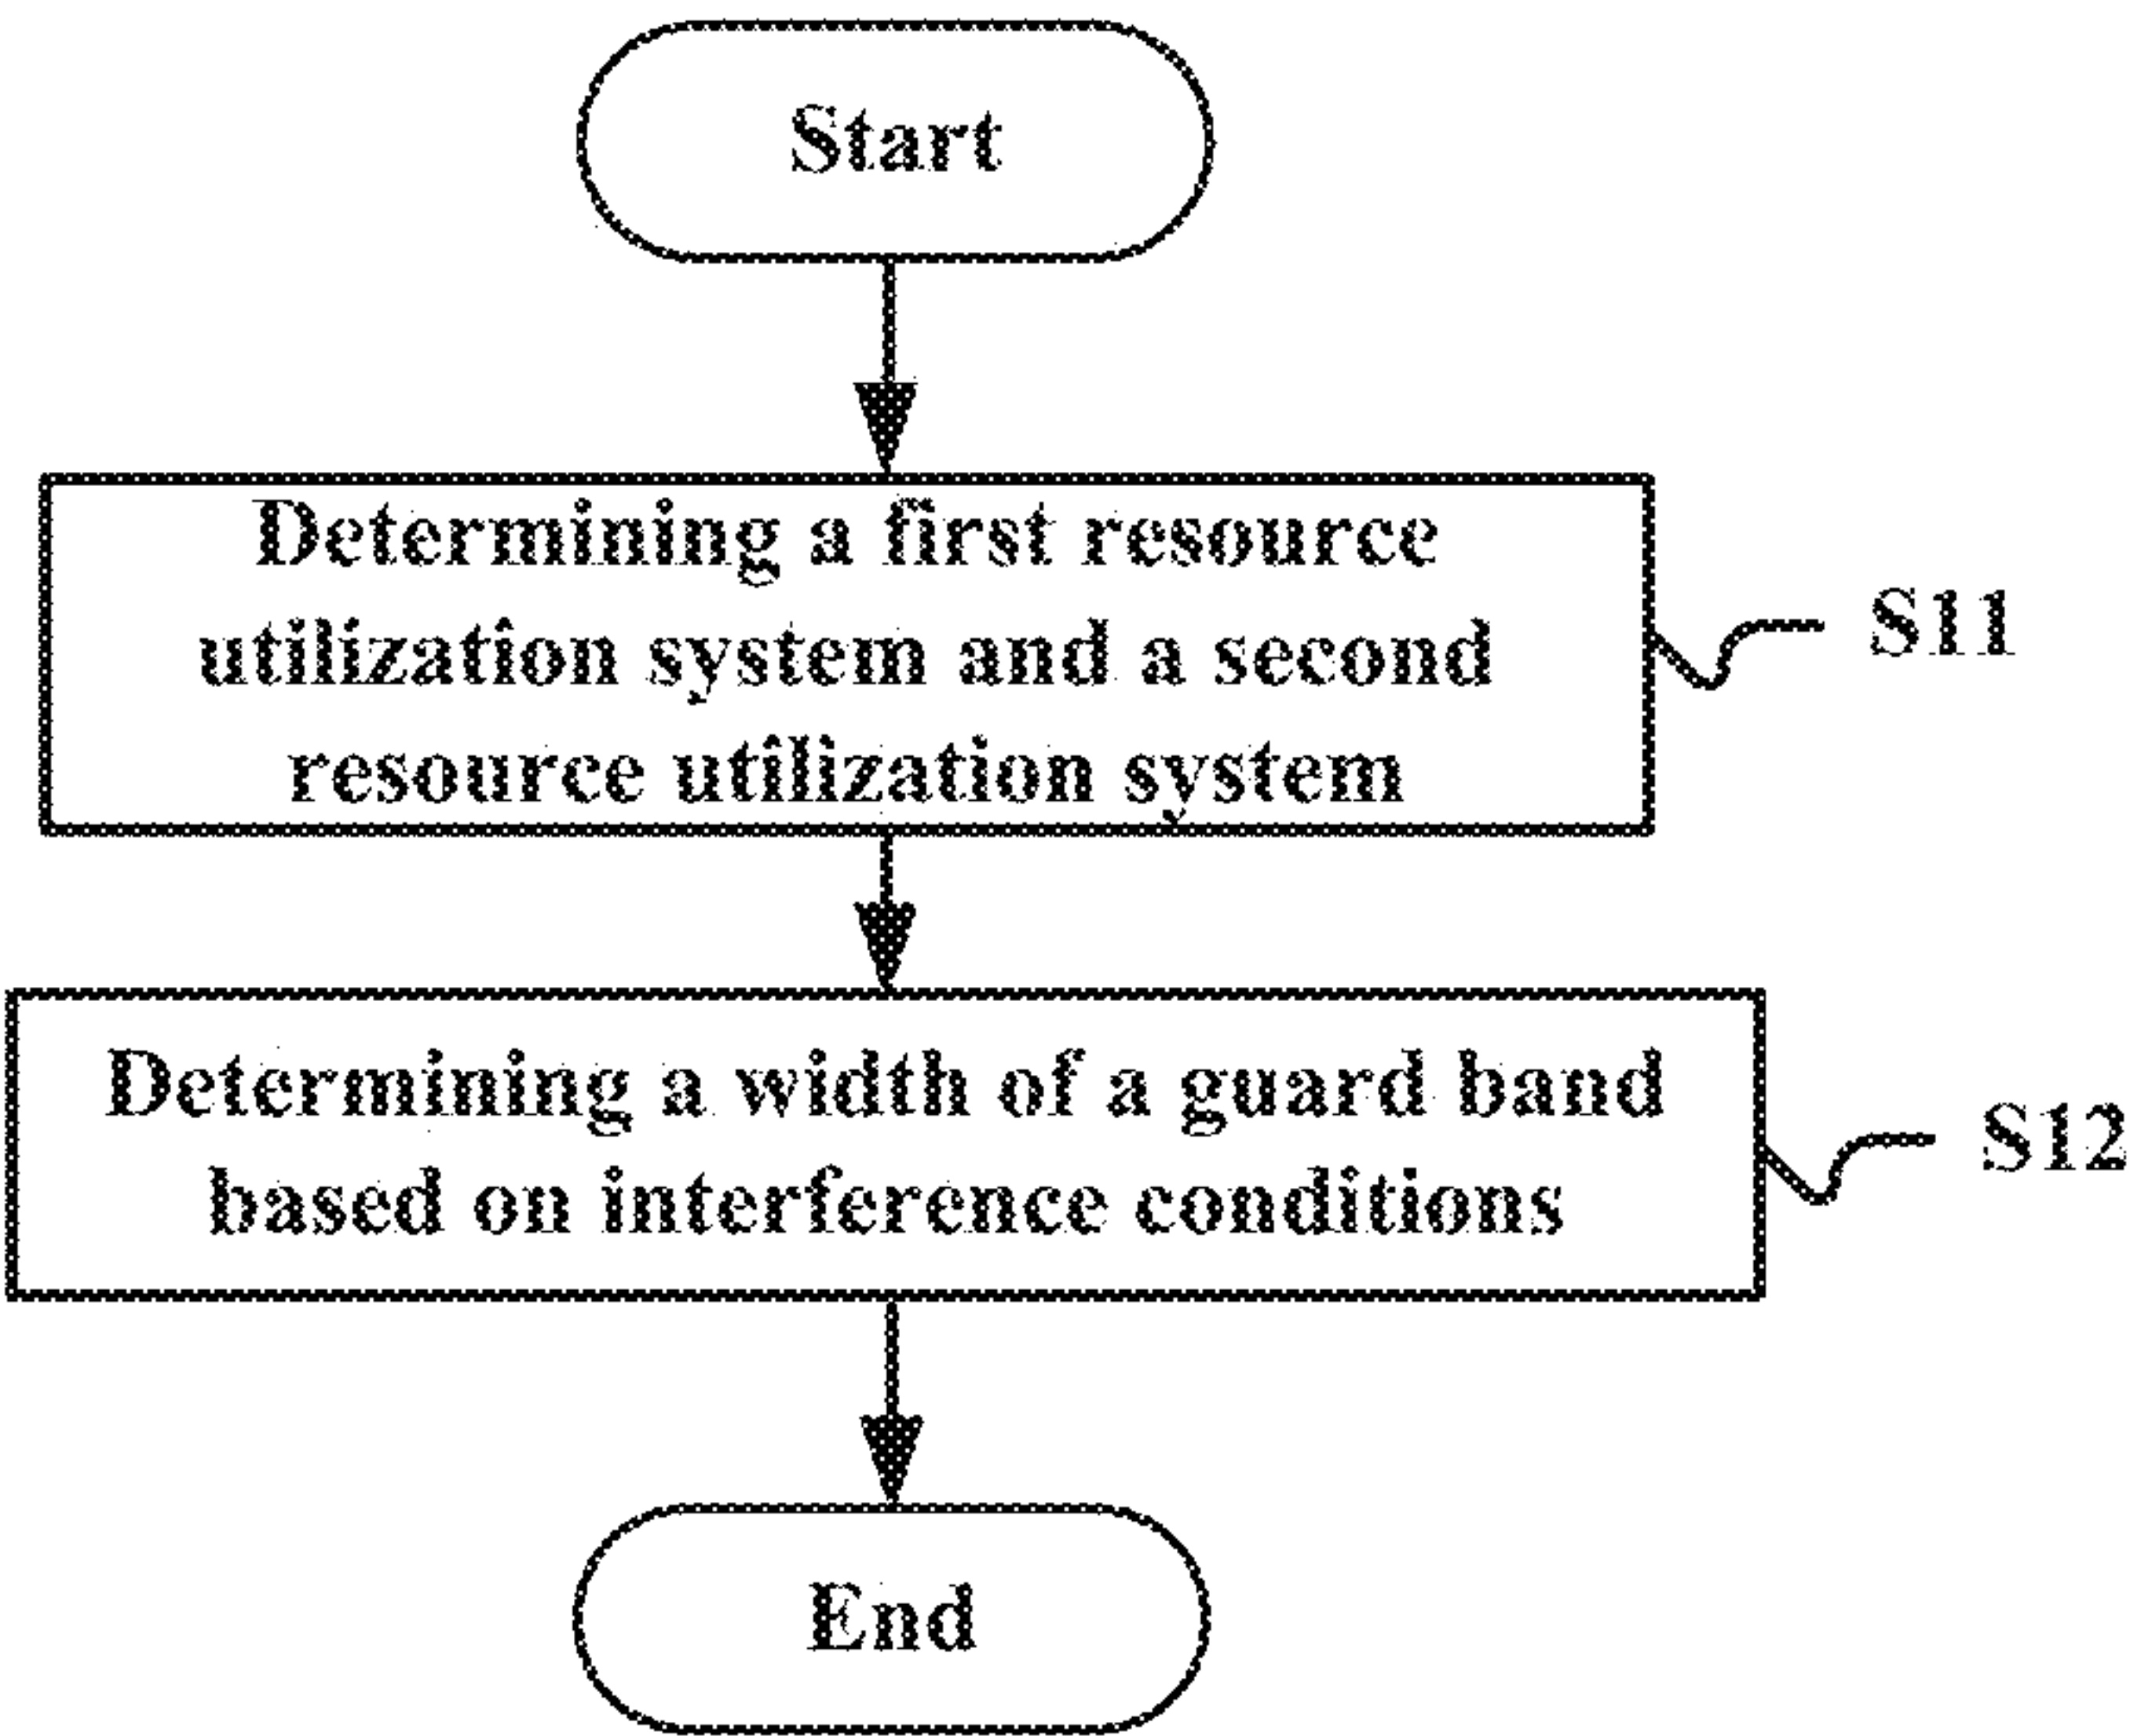 Start
Determining a first resource
utilization system and a second
resource utilization system
S11
Determining a width of a guard band
based on interference conditions
S12
End